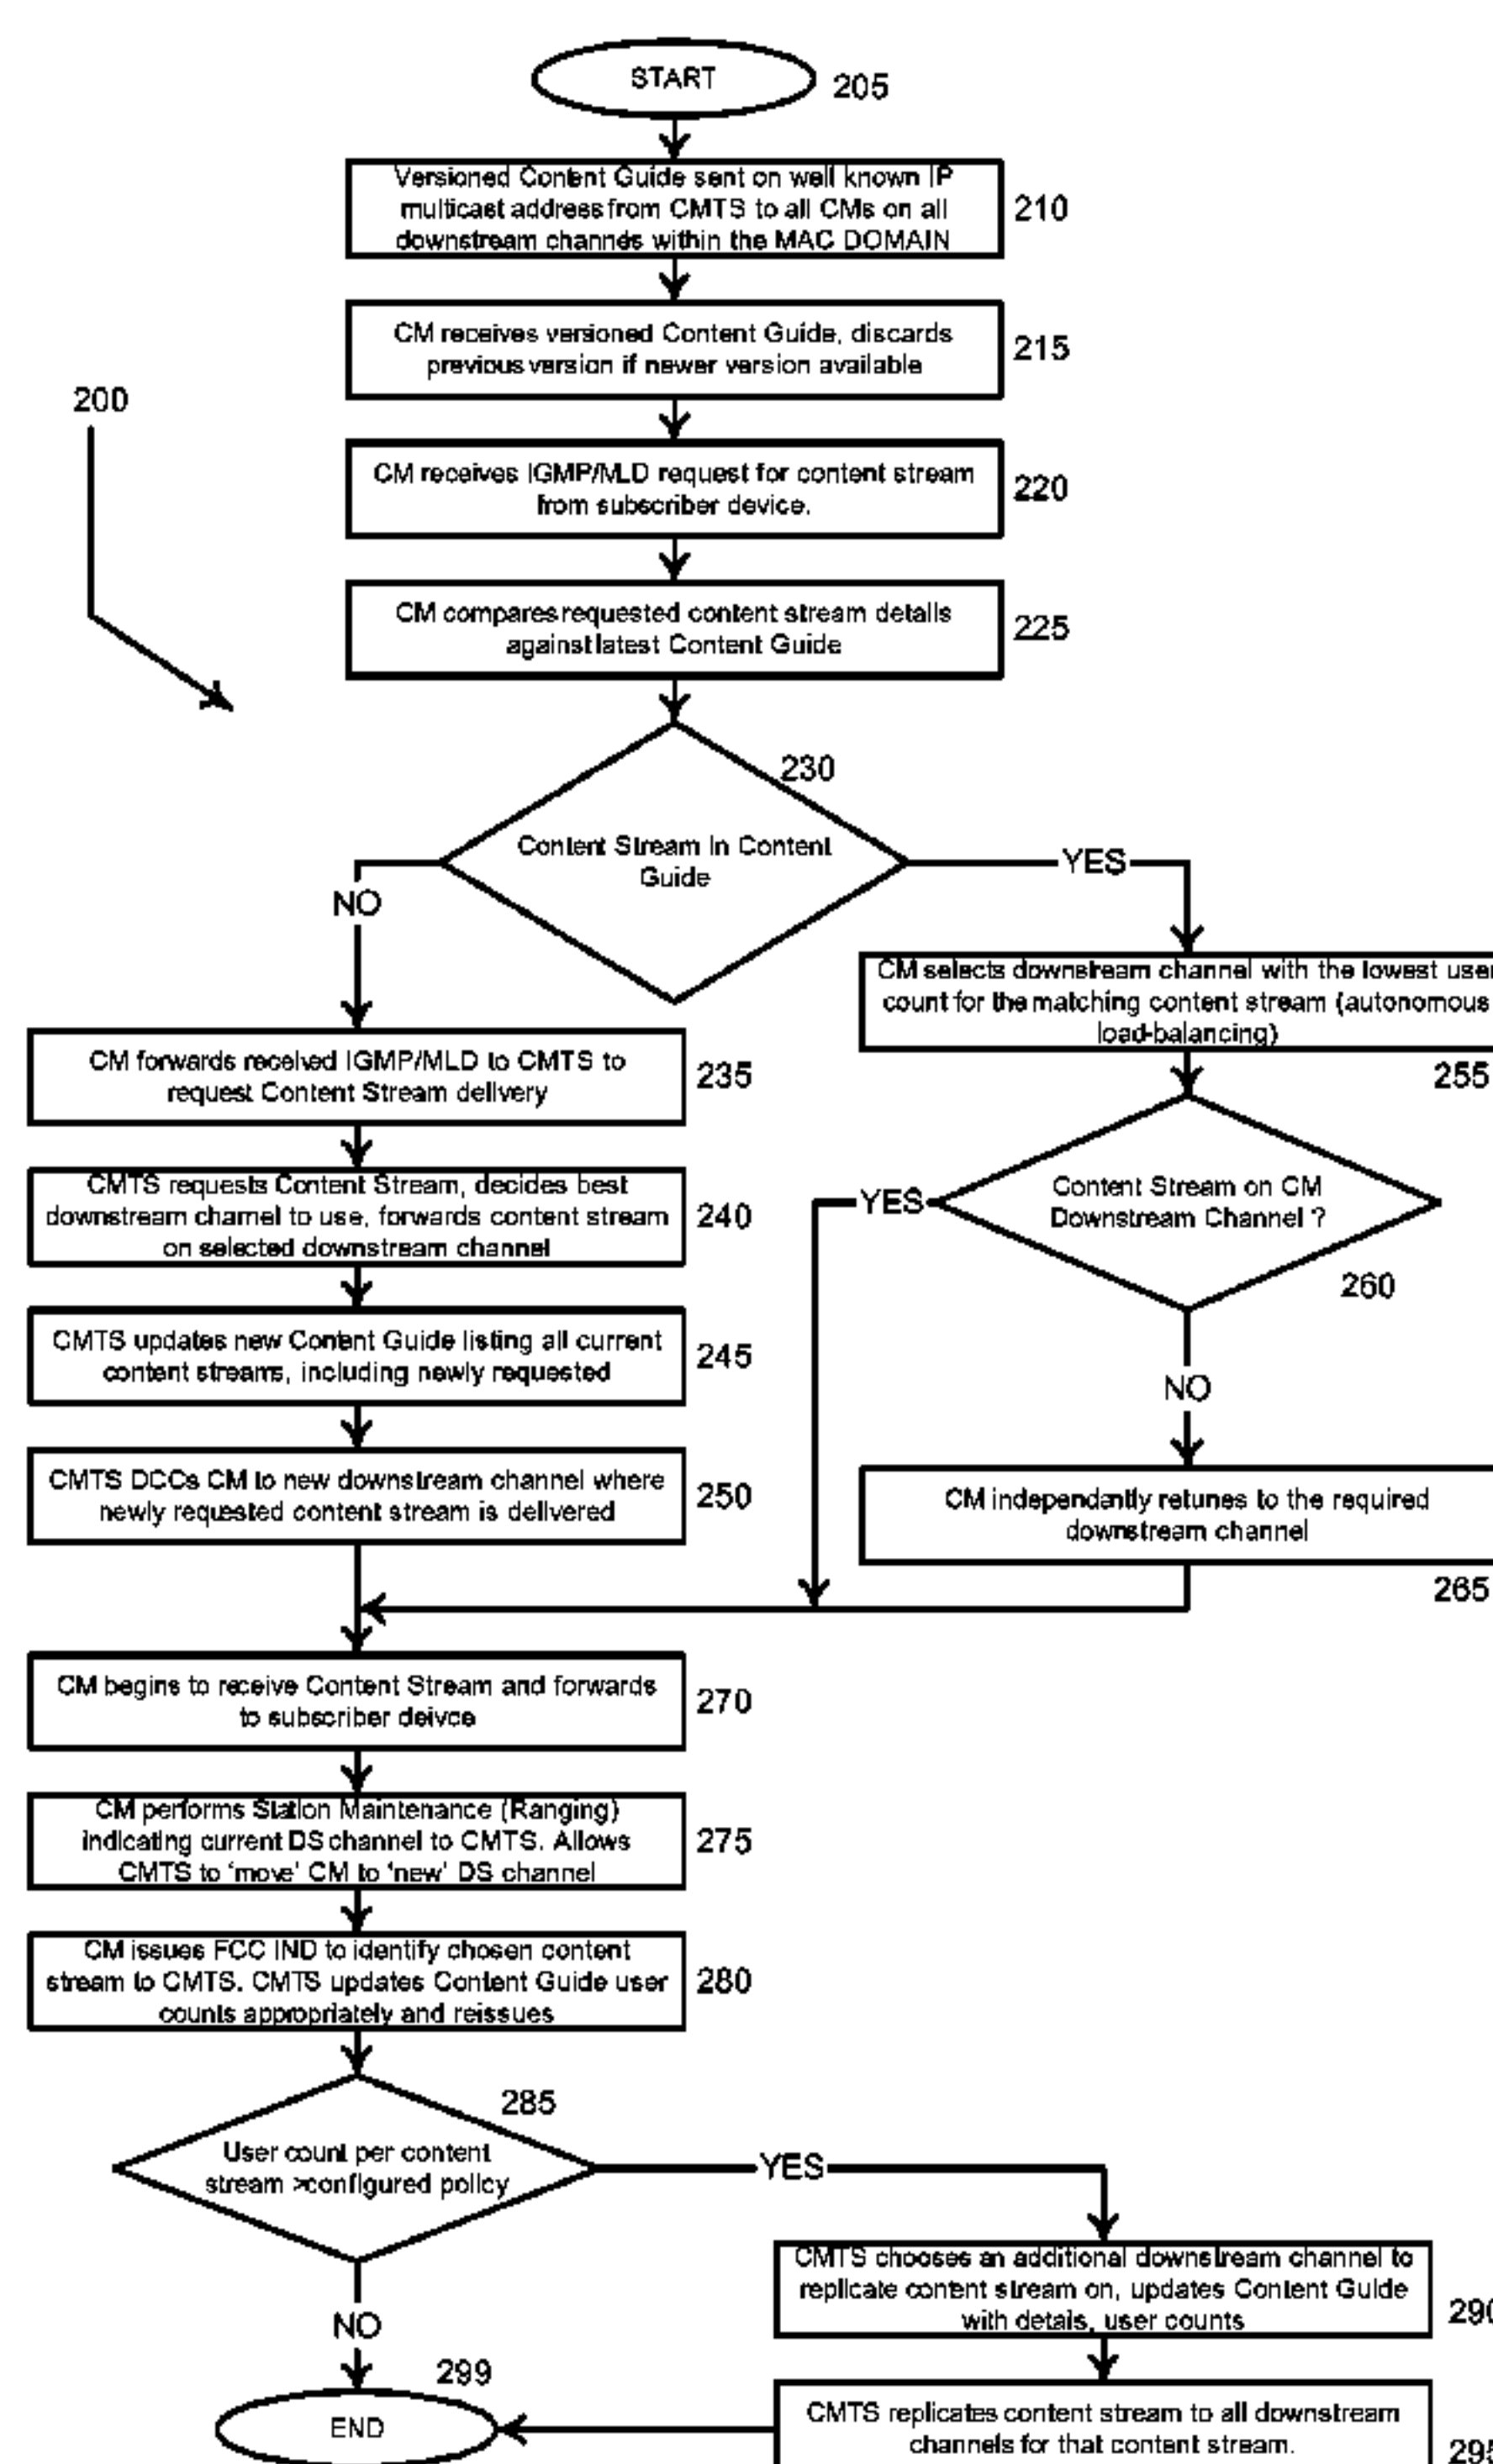 START
205
Versioned Content Guide sent on well known IP
multicast address from CMTS to all CMs on all
downstream channels within the MAC DOMAIN
210
CM receives versioned Content Guide, discards
previous version if newer version available
215
200
CM receives IGMP/MLD request for content stream
from subscriber device.
220
CM compares requested content stream details
against latest Content Guide
225
230
Content Stream in Content
Guide
YES
NO
CM selects downstream channel with the lowest user
count for the matching content stream (autonomous
load-balancing)
255
CM forwards received IGMP/MLD to CMTS to
request Content Stream delivery
235
CMTS requests Content Stream, decides best
downstream channel to use, forwards content stream
on selected downstream channel
240
YES
Content Stream on CM
Downstream Channel ?
260
CMTS updates new Content Guide listing all current
content streams, including newly requested
245
NO
CMTS DCCs CM to new downstream channel where
newly requested content stream is delivered
250
CM independantly retunes to the required
downstream channel
265
CM begins to receive Content Stream and forwards
to subscriber deivce
270
CM performs Station Maintenance (Ranging)
indicating current DS channel to CMTS. Allows
CMTS to 'move' CM to 'new' DS channel
275
CM issues FCC IND to identify chosen content
stream to CMTS. CMTS updates Content Guide user
counts appropriately and reissues
280
285
User count per content
stream >configured policy
YES
NO
CMTS chooses an additional downstream channel to
replicate content stream on, updates Content Guide
with details, user counts
290
299
END
CMTS replicates content stream to all downstream
channels for that content stream.
295